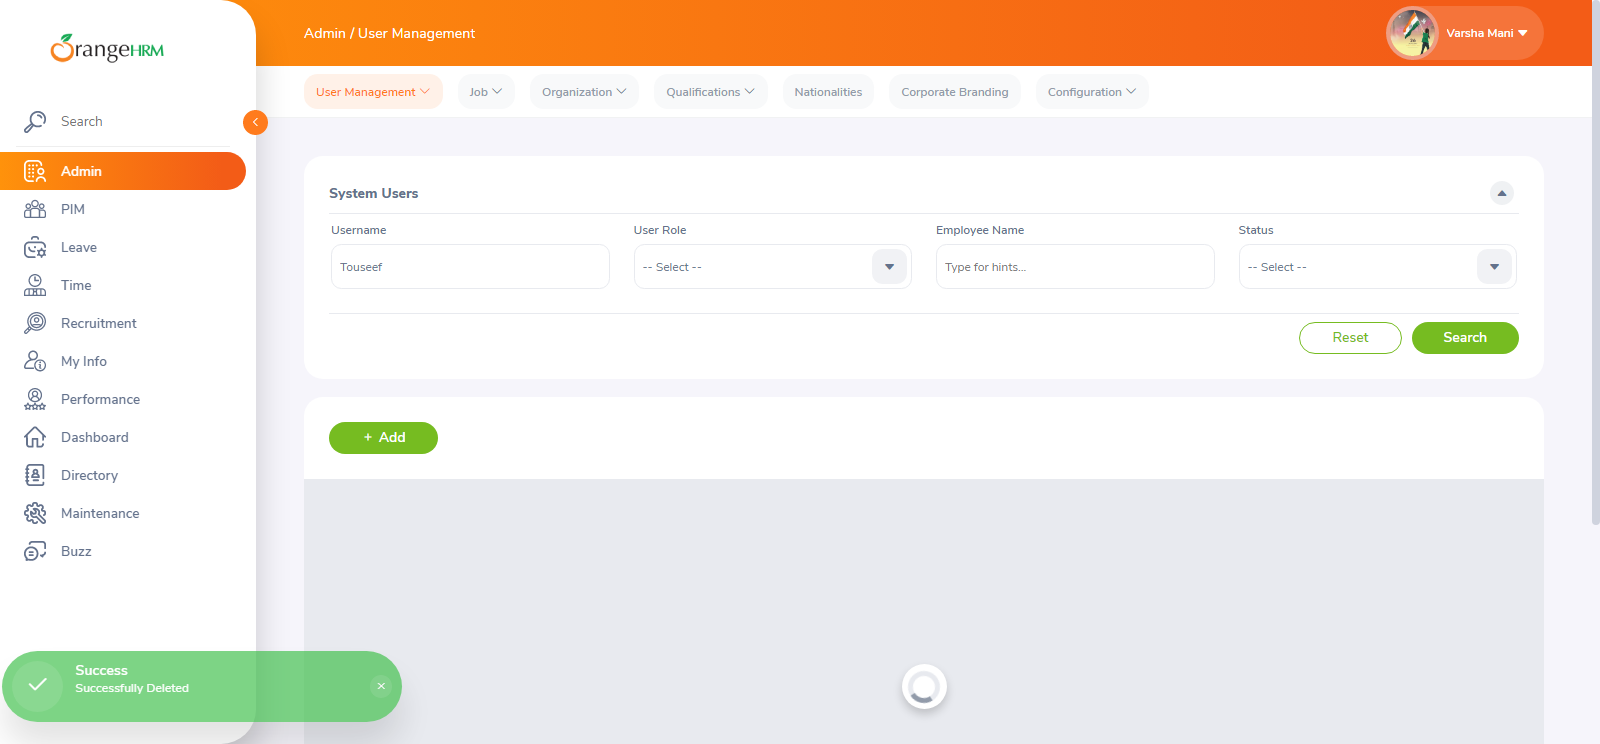 OrangeHRM
Admin / User Management
Varsha Mani
User Management
Job
Organization
Qualifications
Nationalities
Corporate Branding
Configuration
Search
Admin
PIM
Leave
Time
Recruitment
My Info
Performance
Dashboard
Directory
Maintenance
Buzz
System Users
Username
User Role
Employee Name
Status
Touseef
-- Select --
Type for hints...
-- Select --
Reset
Search
+ Add
Success
Successfully Deleted